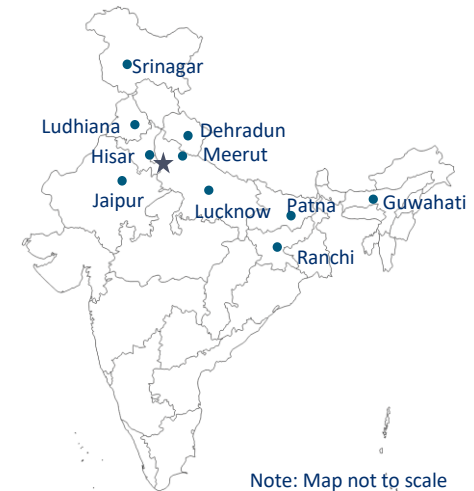 Srinagar
Ludhiana
Dehradun
Hisar
Meerut
Jaipur
Lucknow
Patna
Guwahati
Ranchi
Note: Map not to scale